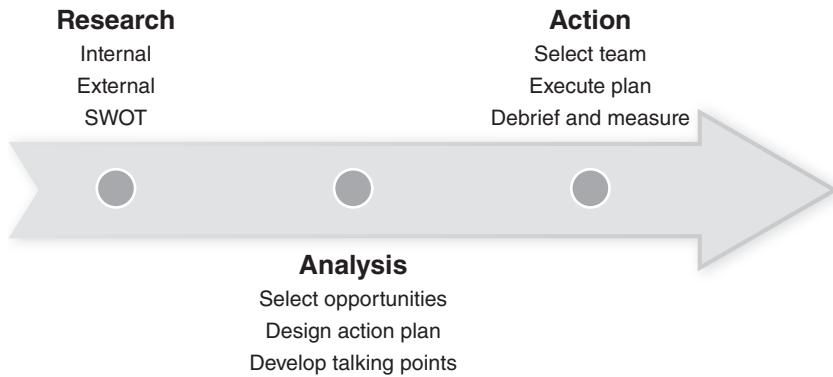 Research
Internal
External
SWOT
Analysis
Select opportunities
Design action plan
Develop talking points
Action
Select team
Execute plan
Debrief and measure